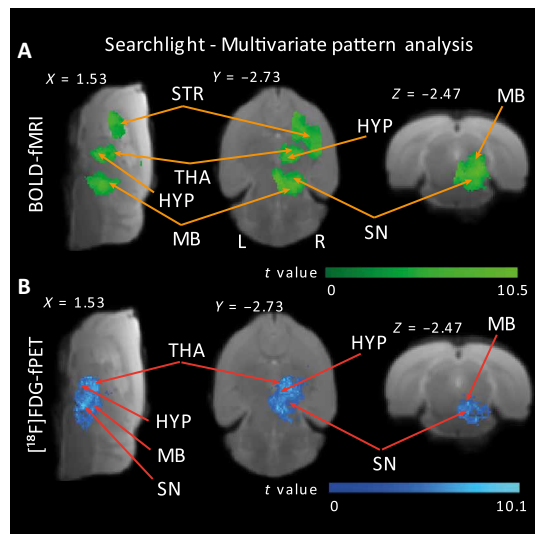 A
Searchlight - Multivariate pattern analysis
X = 1.53
Y = −2.73
Z = −2.47
STR
MB
HYP
THA
HYP
MB
SN
L
R
BOLD-fMRI
t value
0
10.5
B
X = 1.53
Y = −2.73
Z = −2.47
MB
THA
HYP
HYP
MB
SN
SN
[¹⁸F]FDG-fPET
t value
0
10.1